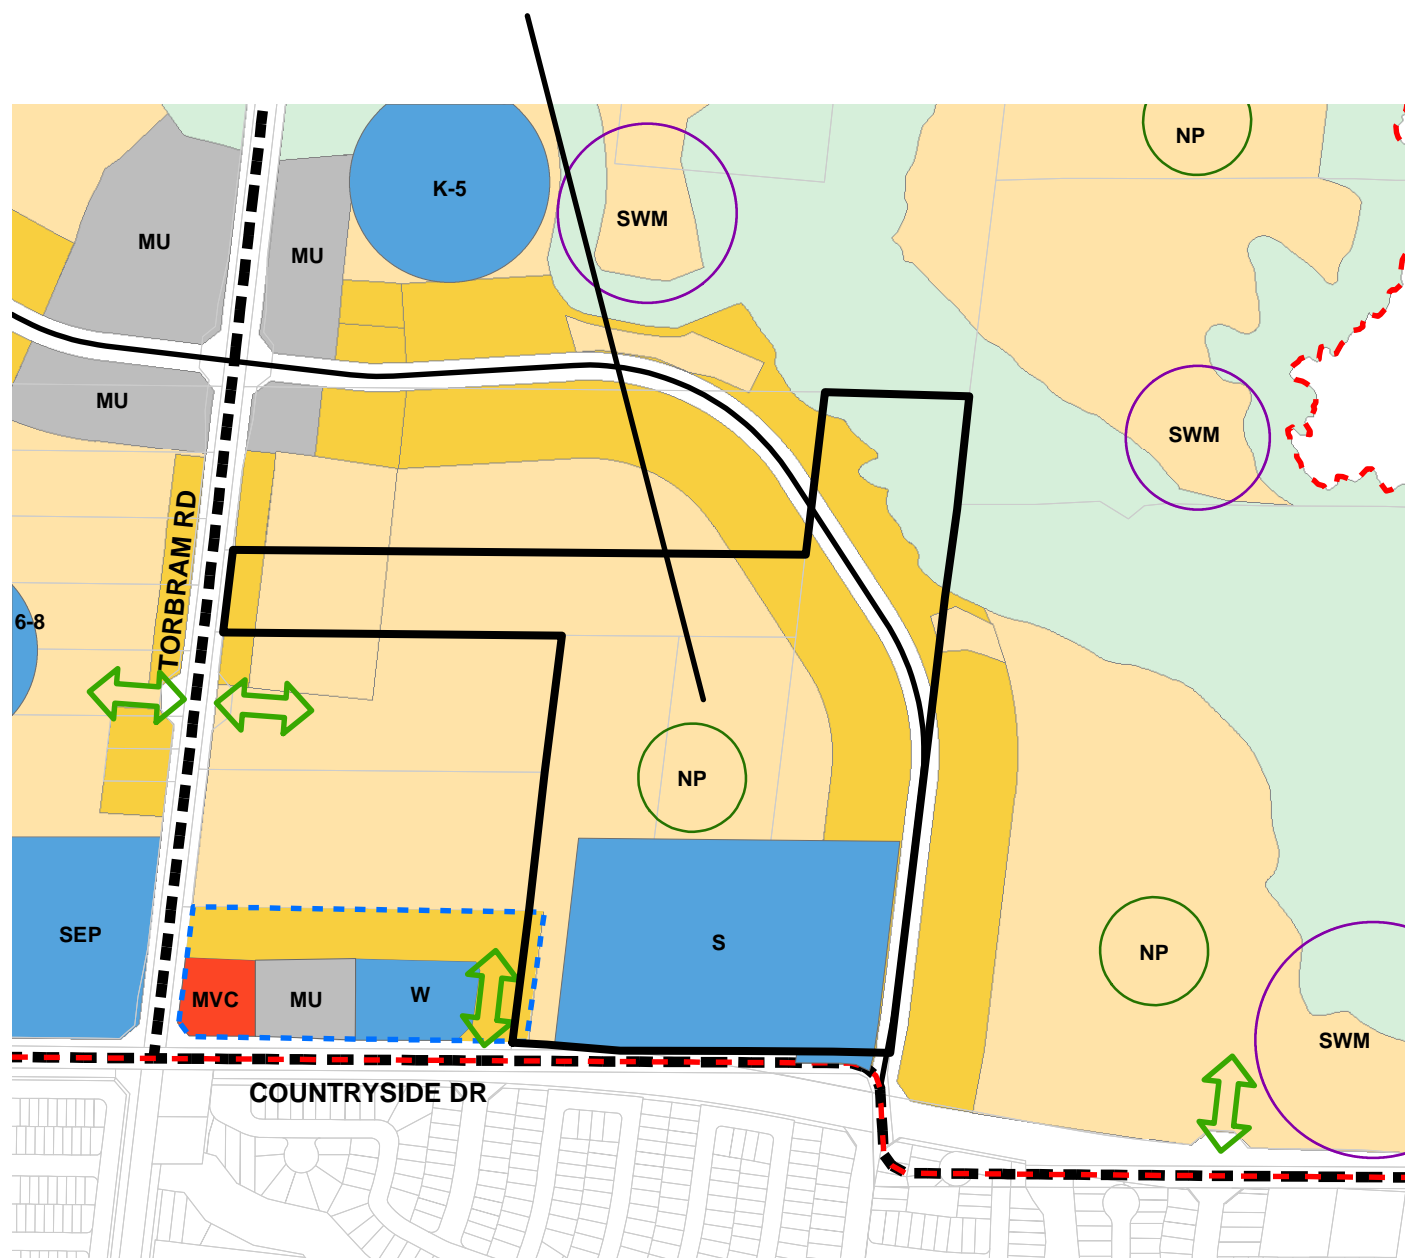 NP
K-5
SWM
MU
MU
MU
SWM
TORBRAM RD
6-8
NP
SEP
S
NP
MVC
MU
W
SWM
COUNTRYSIDE DR